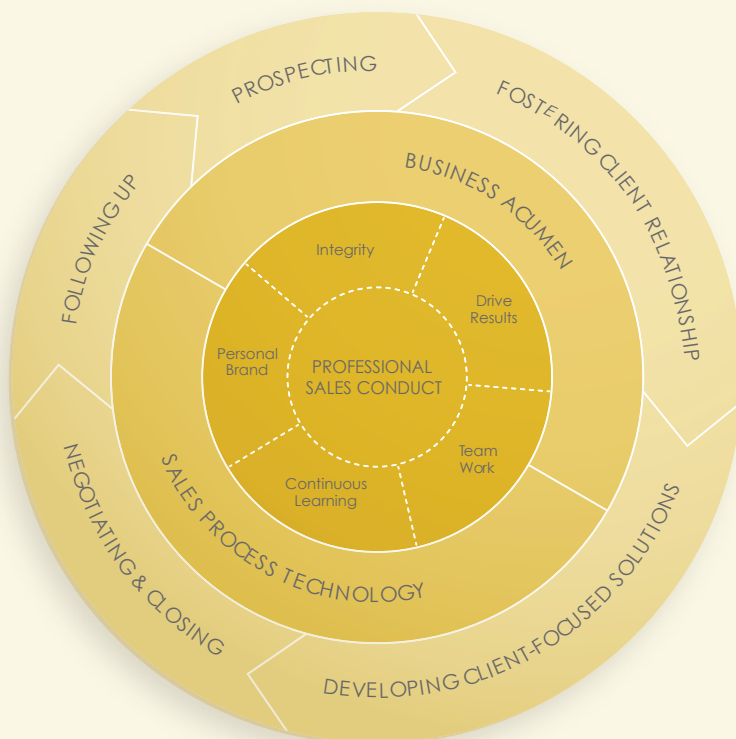 PROSPECTING
FOSTERING CLIENT RELATIONSHIP
DEVELOPING CLIENT-FOCUSED SOLUTIONS
NEGOTIATING & CLOSING
FOLLOWING UP
BUSINESS ACUMEN
SALES PROCESS TECHNOLOGY
Integrity
Drive
Results
Team
Work
Continuous
Learning
Personal
Brand
PROFESSIONAL
SALES CONDUCT